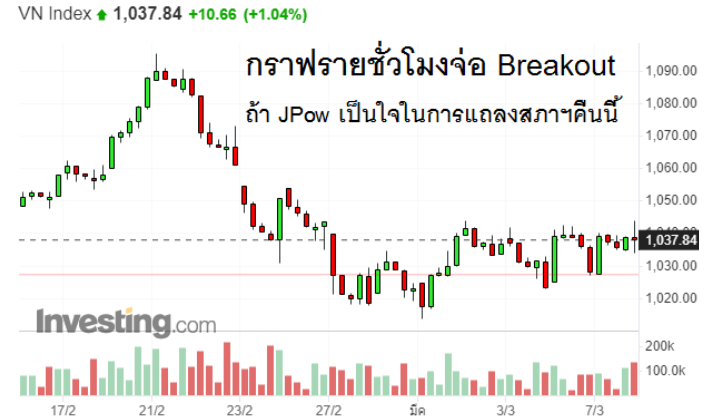 VN Index 1,037.84 +10.66 (+1.04%)
กราฟรายชั่วโมงจ่อ Breakout
ถ้า JPow เป็นใจในการแถลงสภาฯคืนนี้
1,090.00
1,080.00
1,070.00
1,060.00
1,050.00
1,037.84
1,030.00
1,020.00
Investing.com
200k
100.0k
17/2 21/2 23/2 27/2 มีค 3/3 7/3